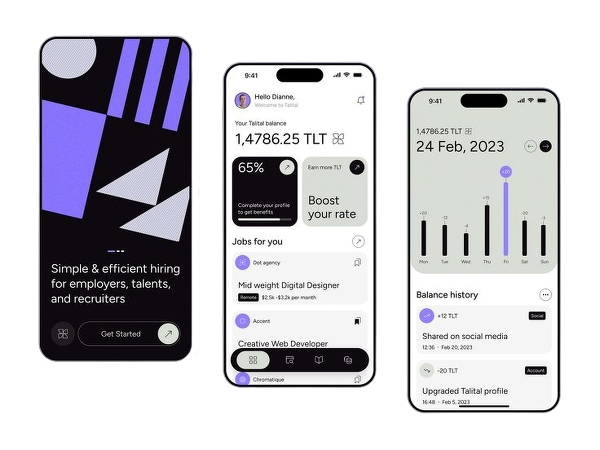 Simple & efficient hiring
for employers, talents,
and recruiters
Get Started
9:41
Hello Dianne,
Welcome to Talital
Your Talital balance
1,4786.25 TLT
65%
Complete your profile
to get benefits
Earn more TLT
Boost
your rate
Jobs for you
Dot agency
Mid weight Digital Designer
Remote $2.5k -$3.2k per month
Accent
Creative Web Developer
Chromatique
9:41
1,4786.25 TLT
24 Feb, 2023
+20 -12 -4 +15 +30 -20 -3
Mon Tue Wed Thu Fri Sat Sun
Balance history
+12 TLT Social
Shared on social media
12:36 - Feb 20, 2023
-20 TLT Account
Upgraded Talital profile
16:48 - Feb 5, 2023